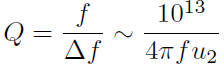 Q = \frac{f}{\Delta f} \sim \frac{10^{13}}{4\pi f u_2}